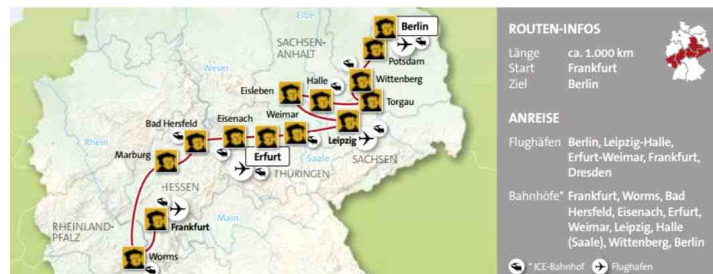 Elbe
Berlin
SACHSEN-
ANHALT
Potsdam
Weser
Halle
Wittenberg
Eisleben
Torgau
Weimar
Eisenach
Bad Hersfeld
Leipzig
Rhein
Erfurt
Saale
SACHSEN
Marburg
THÜRINGEN
HESSEN
Main
Frankfurt
RHEINLAND-
PFALZ
Worms
ROUTEN-INFOS
Länge ca. 1.000 km
Start Frankfurt
Ziel Berlin
ANREISE
Flughäfen Berlin, Leipzig-Halle,
Erfurt-Weimar, Frankfurt,
Dresden
Bahnhöfe* Frankfurt, Worms, Bad
Hersfeld, Eisenach, Erfurt,
Weimar, Leipzig, Halle
(Saale), Wittenberg, Berlin
* ICE-Bahnhof Flughafen